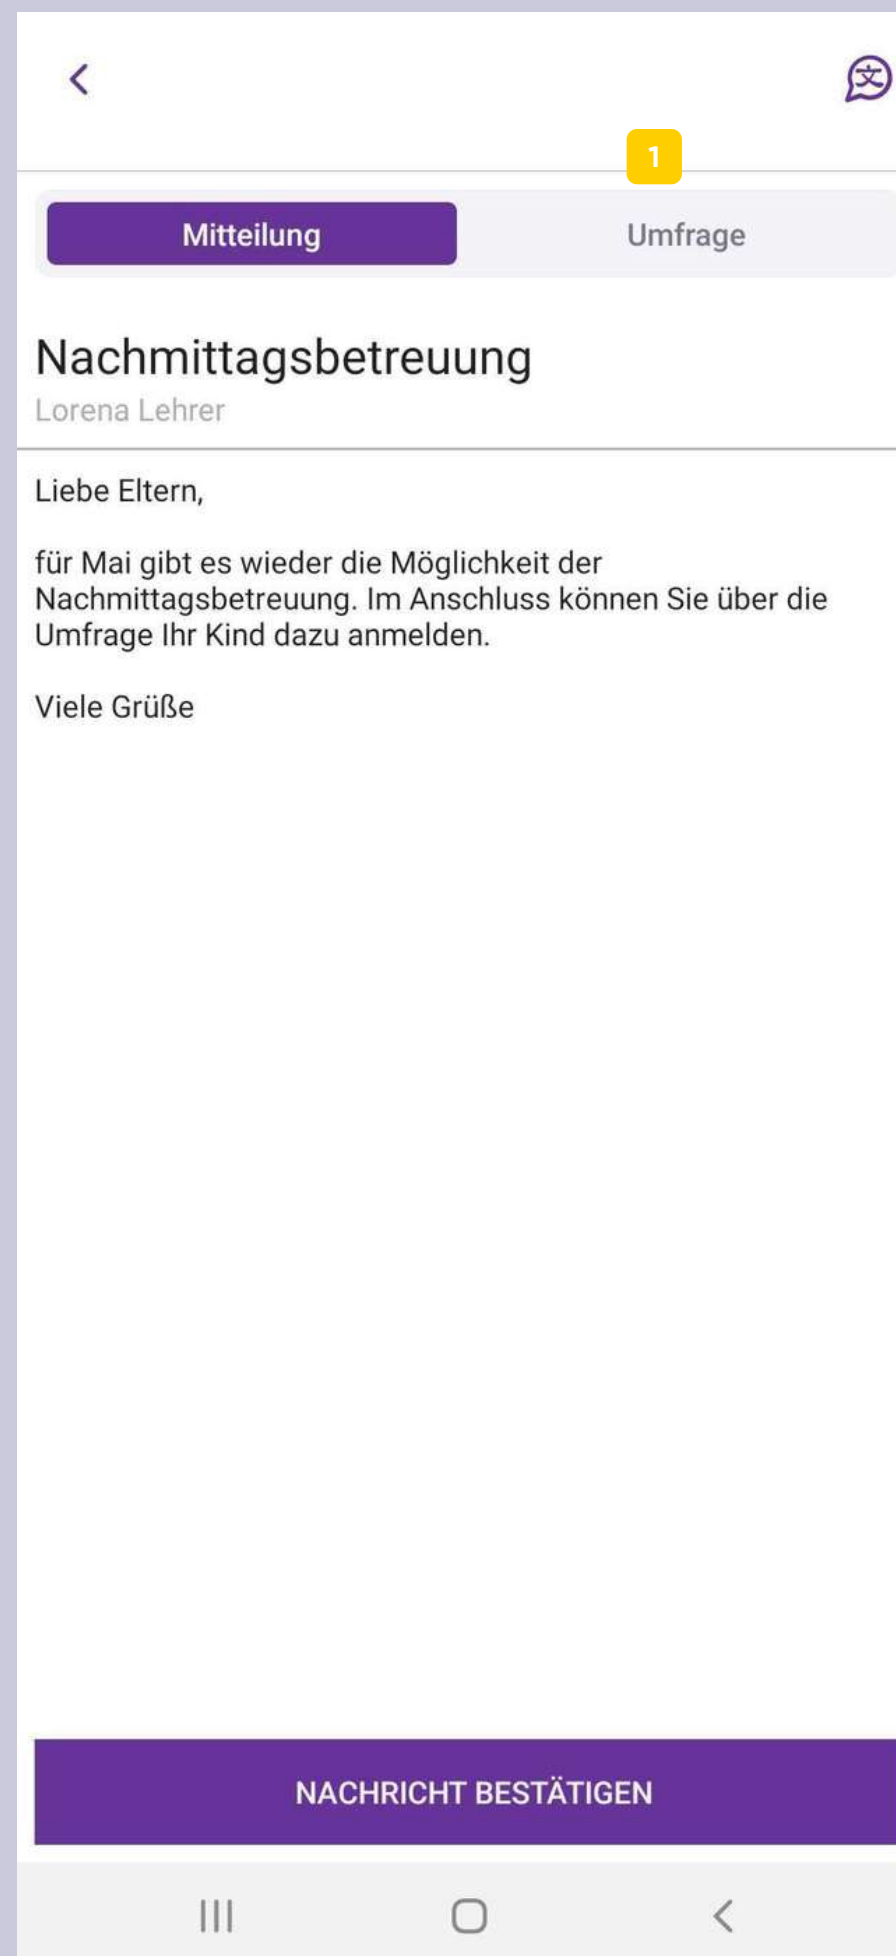 文
1
Mitteilung Umfrage
Nachmittagsbetreuung
Lorena Lehrer
Liebe Eltern,
für Mai gibt es wieder die Möglichkeit der
Nachmittagsbetreuung. Im Anschluss können Sie über die
Umfrage Ihr Kind dazu anmelden.
Viele Grüße
NACHRICHT BESTÄTIGEN